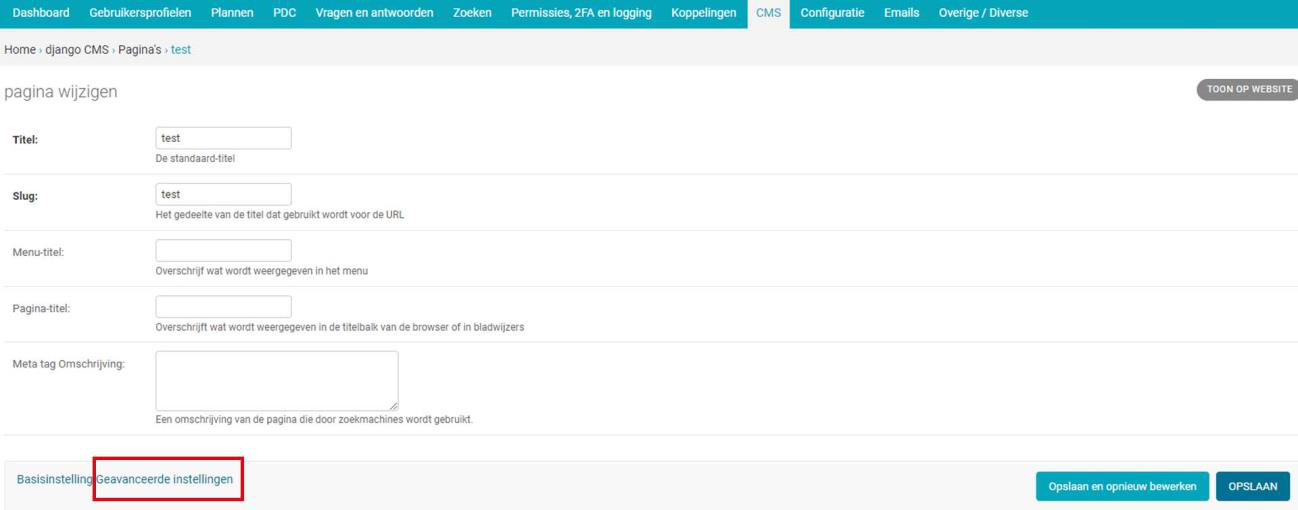 Dashboard Gebruikersprofielen Plannen PDC Vragen en antwoorden Zoeken Permissies, 2FA en logging Koppelingen CMS Configuratie Emails Overige / Diverse
Home › django CMS › Pagina's › test
pagina wijzigen
TOON OP WEBSITE
Titel:
test
De standaard-titel
Slug:
test
Het gedeelte van de titel dat gebruikt wordt voor de URL
Menu-titel:
Overschrijf wat wordt weergegeven in het menu
Pagina-titel:
Overschrijft wat wordt weergegeven in de titelbalk van de browser of in bladwijzers
Meta tag Omschrijving:
Een omschrijving van de pagina die door zoekmachines wordt gebruikt.
Basisinstelling Geavanceerde instellingen
Opslaan en opnieuw bewerken
OPSLAAN